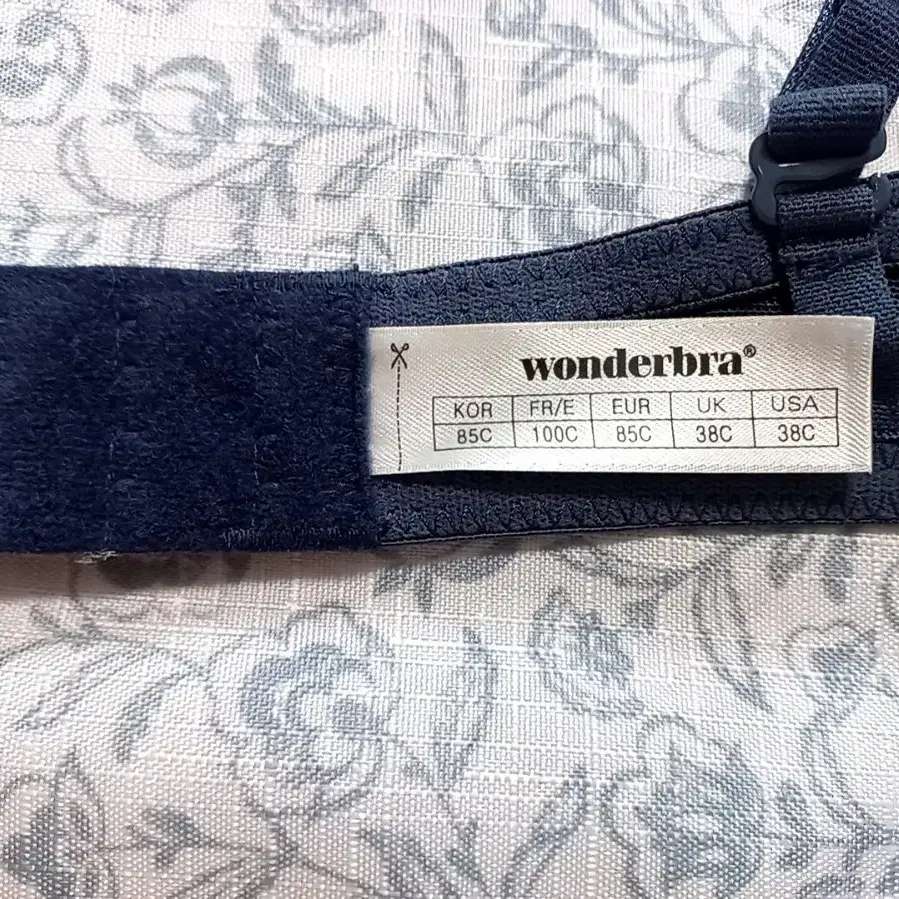 wonderbra®
KOR FR/E EUR UK USA
85C 100C 85C 38C 38C